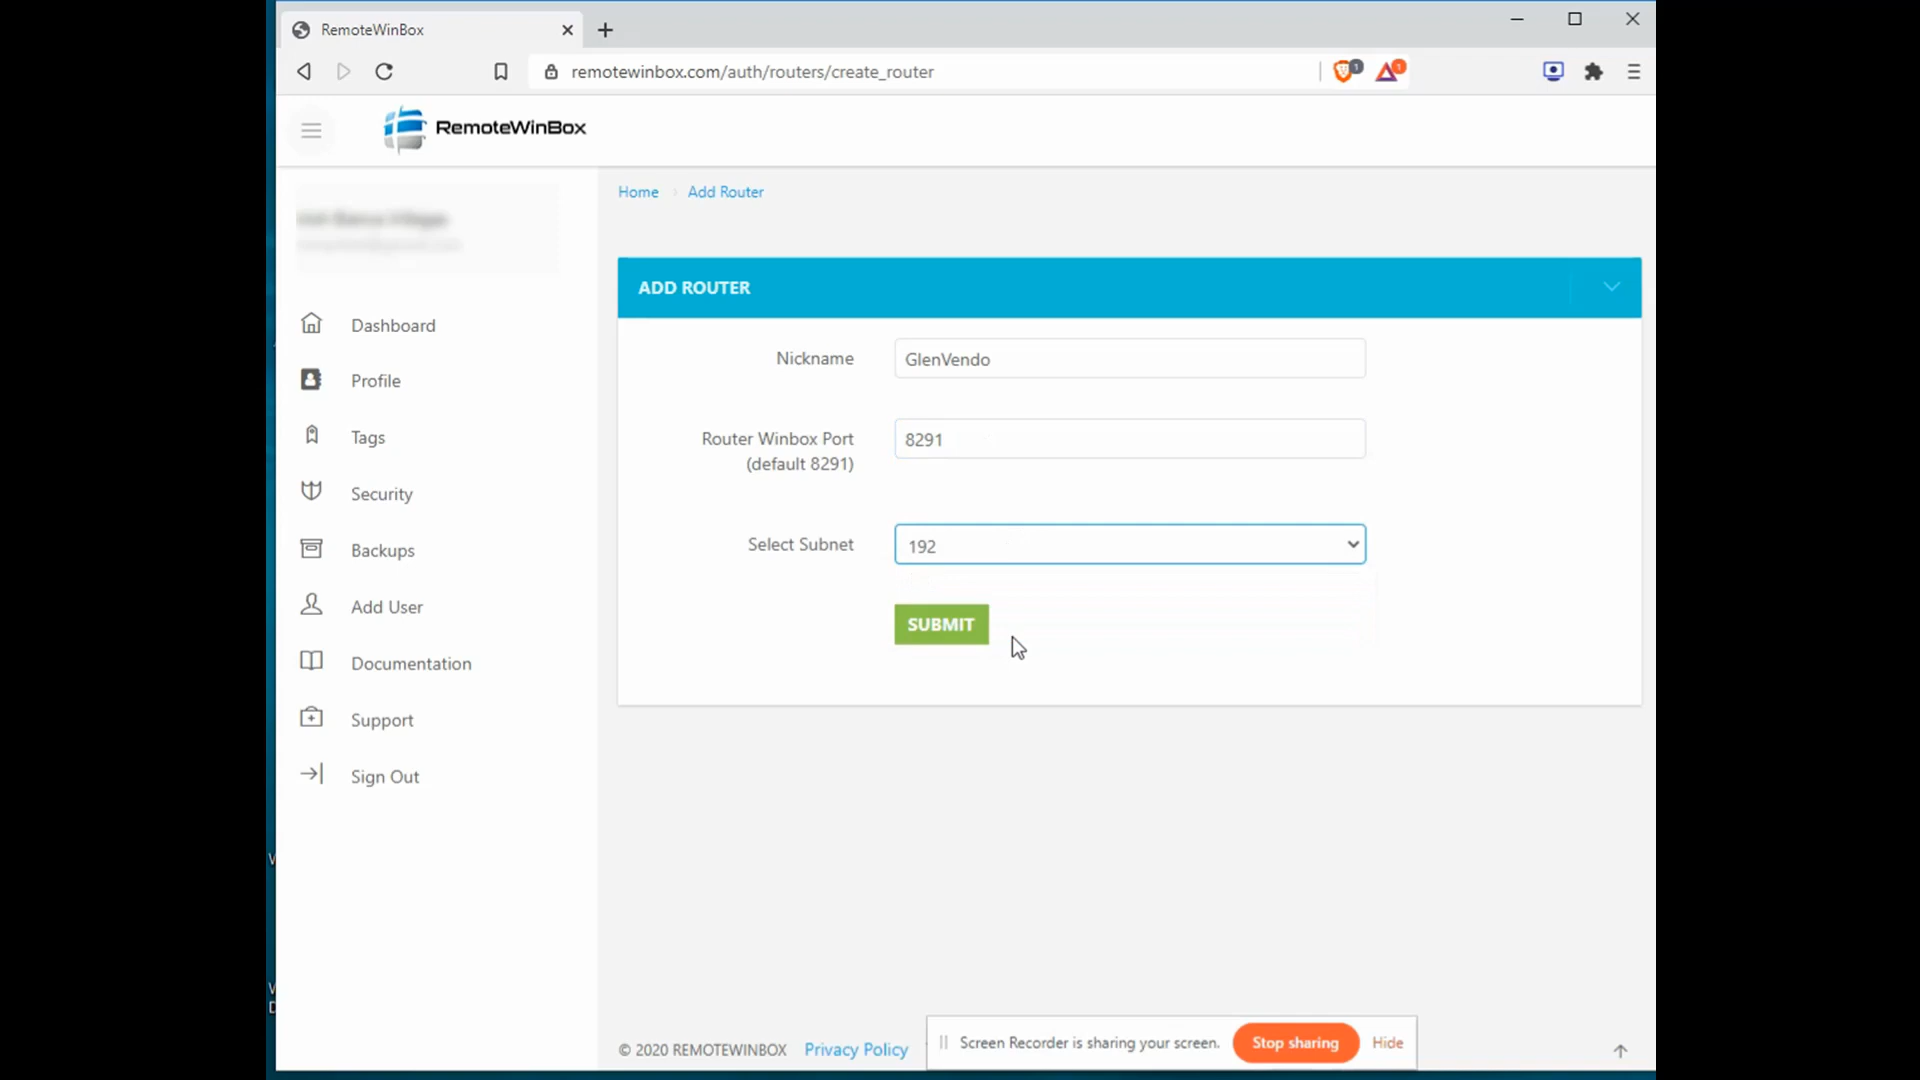 RemoteWinBox
remotewinbox.com/auth/routers/create_router
1
1
RemoteWinBox
Home
Add Router
Dashboard
Profile
Tags
Security
Backups
Add User
Documentation
Support
Sign Out
ADD ROUTER
Nickname
GlenVendo
Router Winbox Port
(default 8291)
8291
Select Subnet
192
SUBMIT
© 2020 REMOTEWINBOX
Privacy Policy
Screen Recorder is sharing your screen.
Stop sharing
Hide